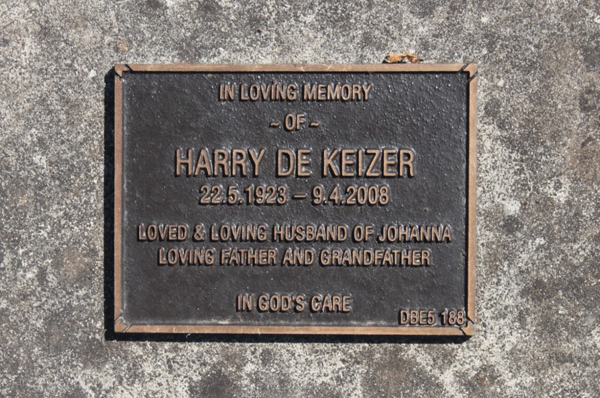 IN LOVING MEMORY
~ OF ~
HARRY DE KEIZER
22.5.1923 – 9.4.2008
LOVED & LOVING HUSBAND OF JOHANNA
LOVING FATHER AND GRANDFATHER
IN GOD'S CARE
DBE5 188